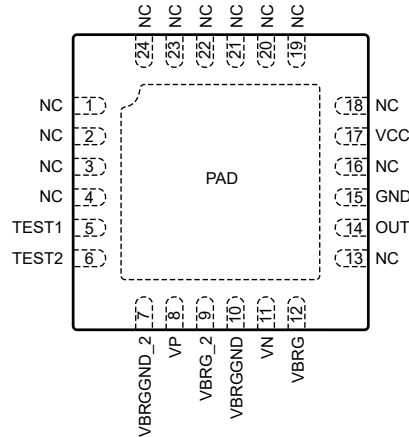 NC NC NC NC NC NC
24 23 22 21 20 19
NC 1 18 NC
NC 2 17 VCC
NC 3 16 NC
NC 4 15 GND
PAD
TEST1 5 14 OUT
TEST2 6 13 NC
7 8 9 10 11 12
VBRGGND_2 VP VBRG_2 VBRGGND VN VBRG